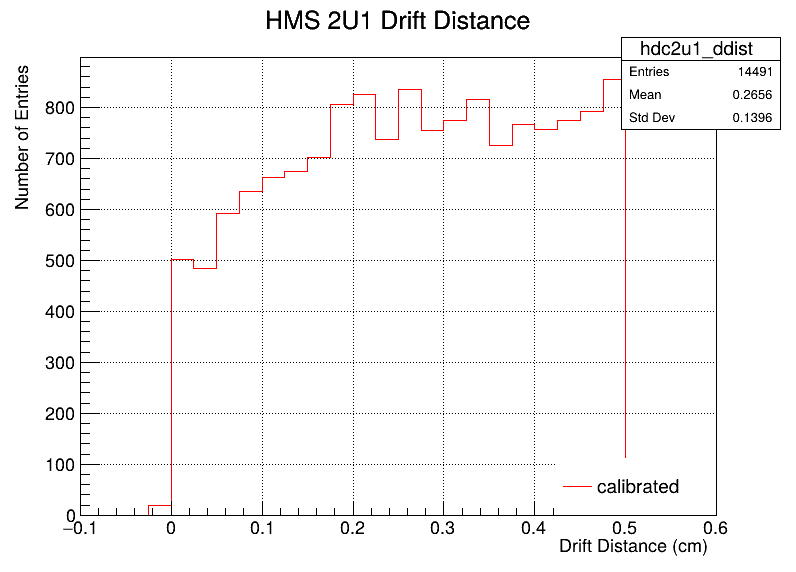 HMS 2U1 Drift Distance
hdc2u1_ddist
Entries 14491
Mean 0.2656
Std Dev 0.1396
Number of Entries
800
700
600
500
400
300
200
100
0
calibrated
−0.1 0 0.1 0.2 0.3 0.4 0.5 0.6
Drift Distance (cm)